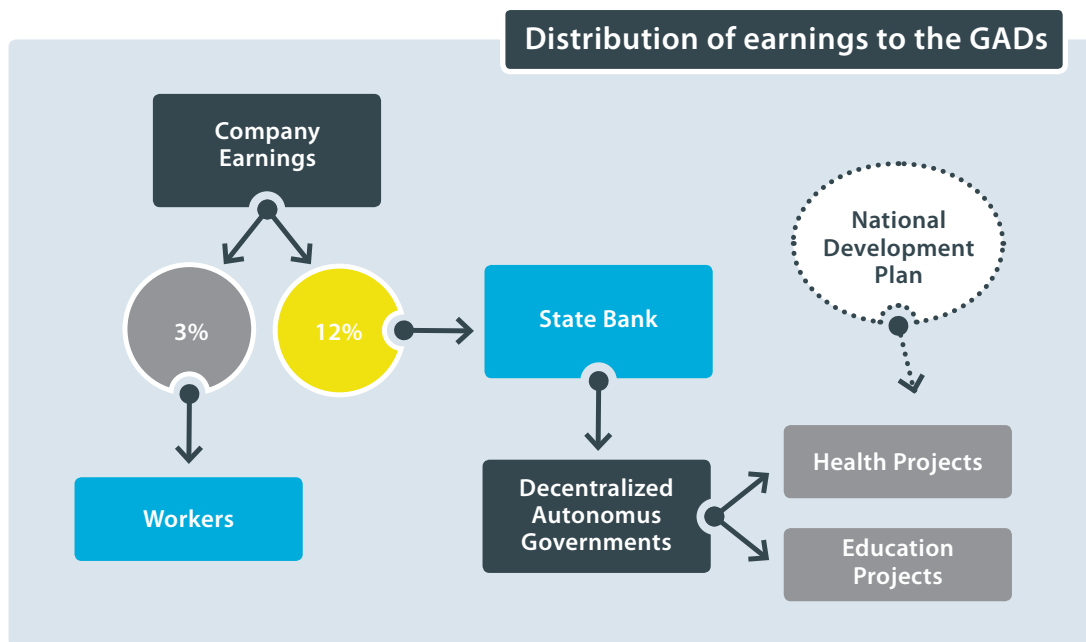 Distribution of earnings to the GADs
Company
Earnings
National
Development
Plan
3%
12%
State Bank
Health Projects
Workers
Decentralized
Autonomus
Governments
Education
Projects